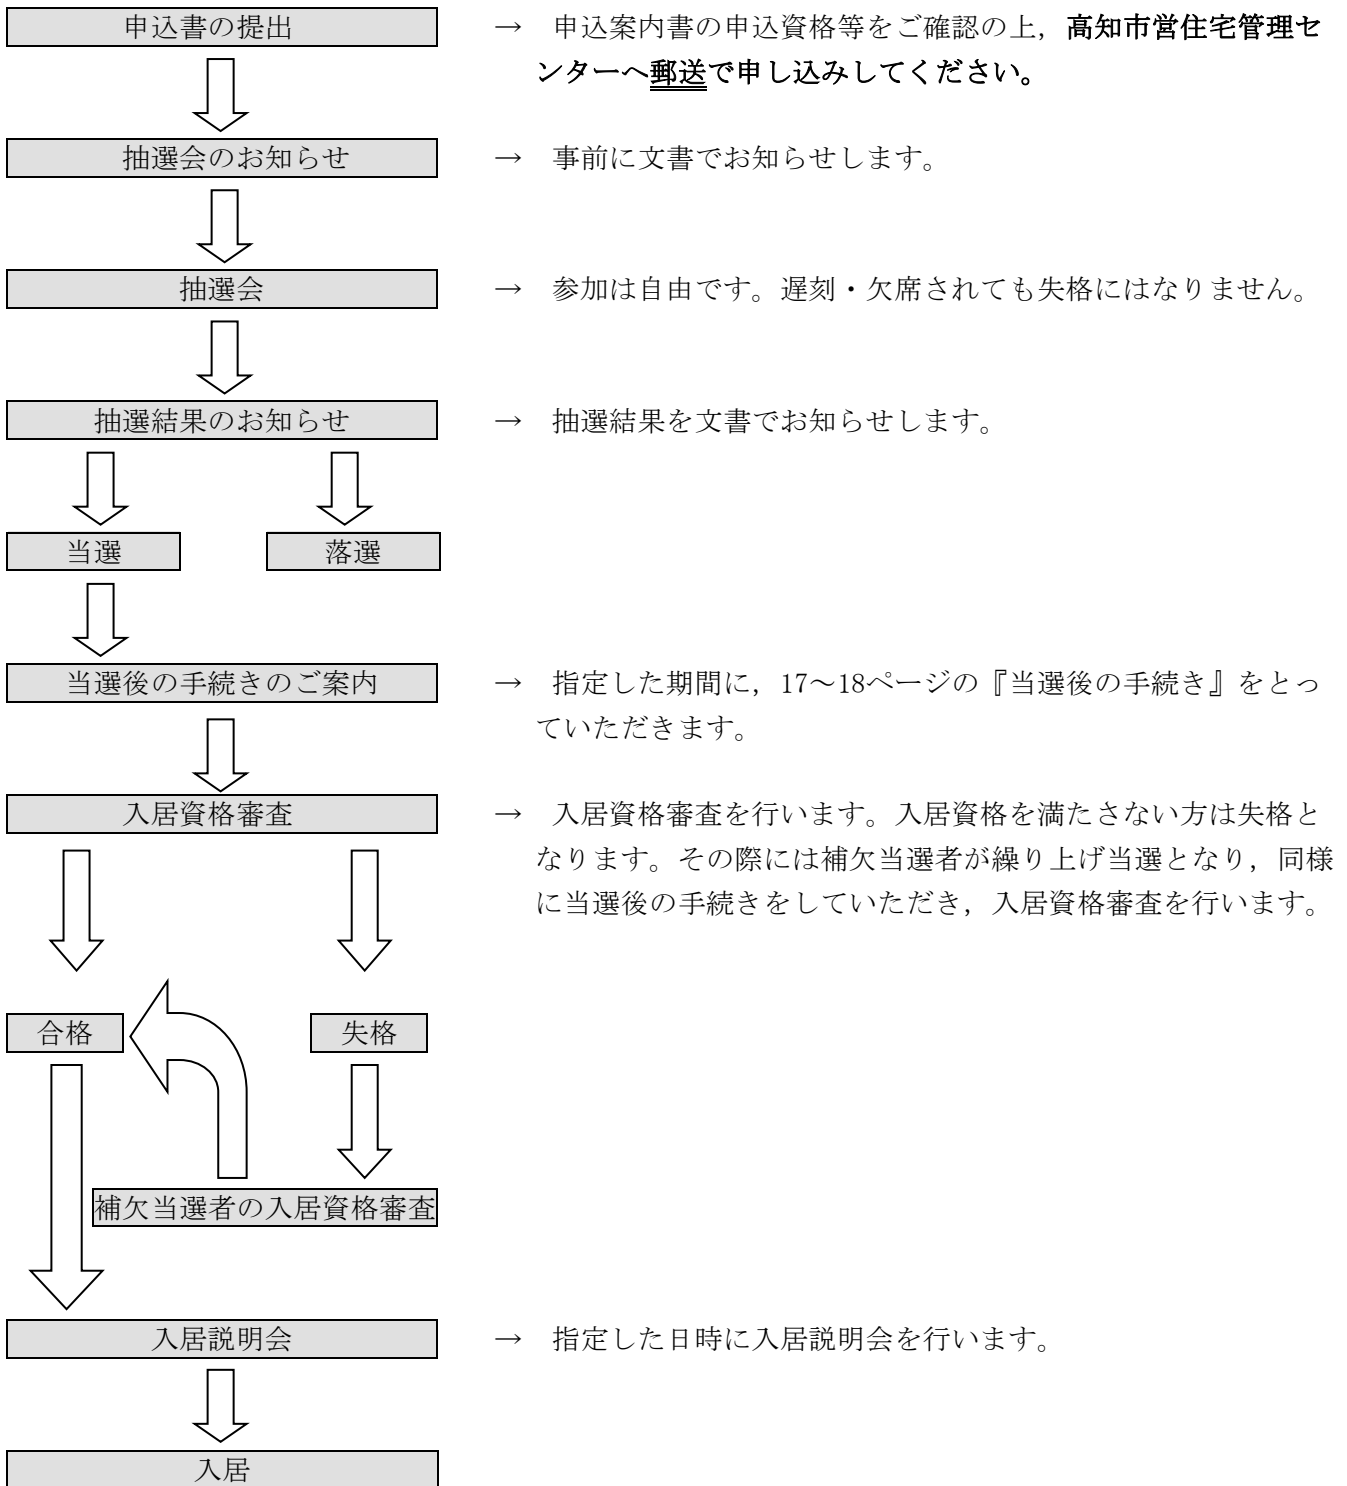 申込書の提出
→　申込案内書の申込資格等をご確認の上，高知市営住宅管理セ
ンターへ郵送で申し込みしてください。
抽選会のお知らせ
→　事前に文書でお知らせします。
抽選会
→　参加は自由です。遅刻・欠席されても失格にはなりません。
抽選結果のお知らせ
→　抽選結果を文書でお知らせします。
当選
落選
当選後の手続きのご案内
→　指定した期間に，17～18ページの『当選後の手続き』をとっ
ていただきます。
入居資格審査
→　入居資格審査を行います。入居資格を満たさない方は失格と
なります。その際には補欠当選者が繰り上げ当選となり，同様
に当選後の手続きをしていただき，入居資格審査を行います。
合格
失格
補欠当選者の入居資格審査
入居説明会
→　指定した日時に入居説明会を行います。
入居